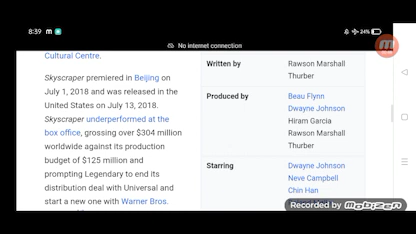 8:39
24%
No internet connection
Cultural Centre.
Skyscraper premiered in Beijing on
July 1, 2018 and was released in the
United States on July 13, 2018.
Skyscraper underperformed at the
box office, grossing over $304 million
worldwide against its production
budget of $125 million and
prompting Legendary to end its
distribution deal with Universal and
start a new one with Warner Bros.
Written by
Rawson Marshall
Thurber
Produced by
Beau Flynn
Dwayne Johnson
Hiram Garcia
Rawson Marshall
Thurber
Starring
Dwayne Johnson
Neve Campbell
Chin Han
Recorded by Mobizen